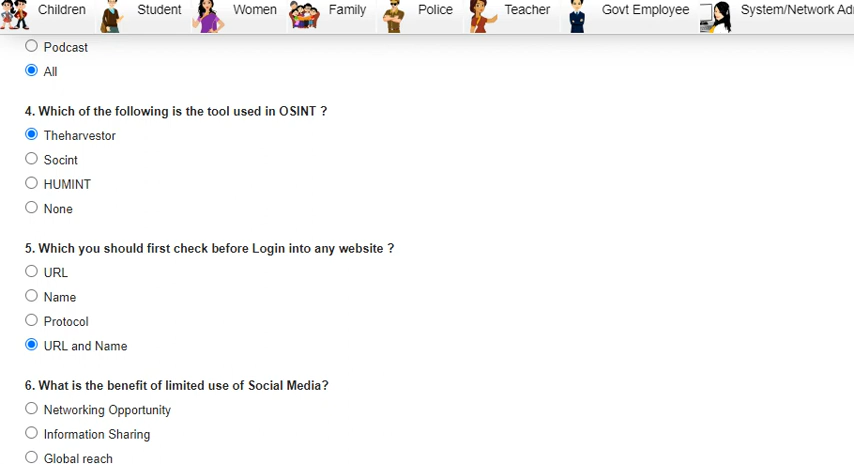 Children Student Women Family Police Teacher Govt Employee System/Network Ad
Podcast
All
4. Which of the following is the tool used in OSINT ?
Theharvestor
Socint
HUMINT
None
5. Which you should first check before Login into any website ?
URL
Name
Protocol
URL and Name
6. What is the benefit of limited use of Social Media?
Networking Opportunity
Information Sharing
Global reach